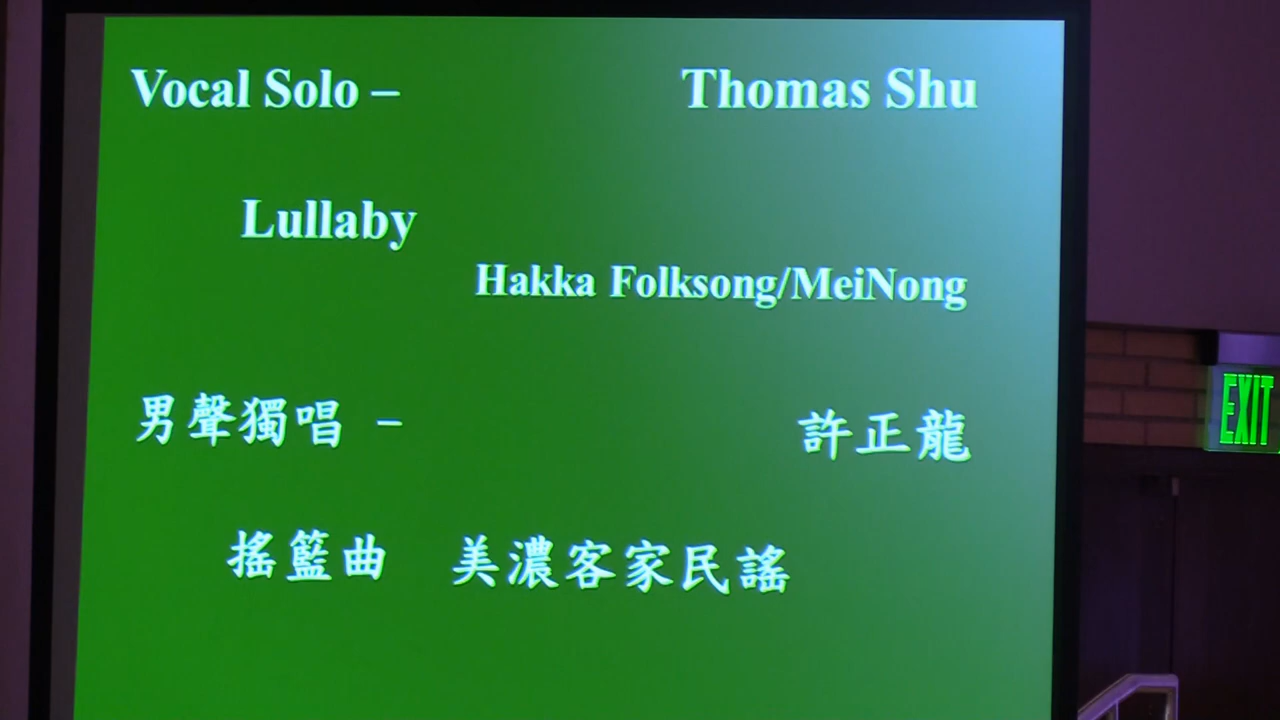 Vocal Solo – Thomas Shu
Lullaby
Hakka Folksong/MeiNong
男聲獨唱 – 許正龍
搖籃曲 美濃客家民謠
EXIT